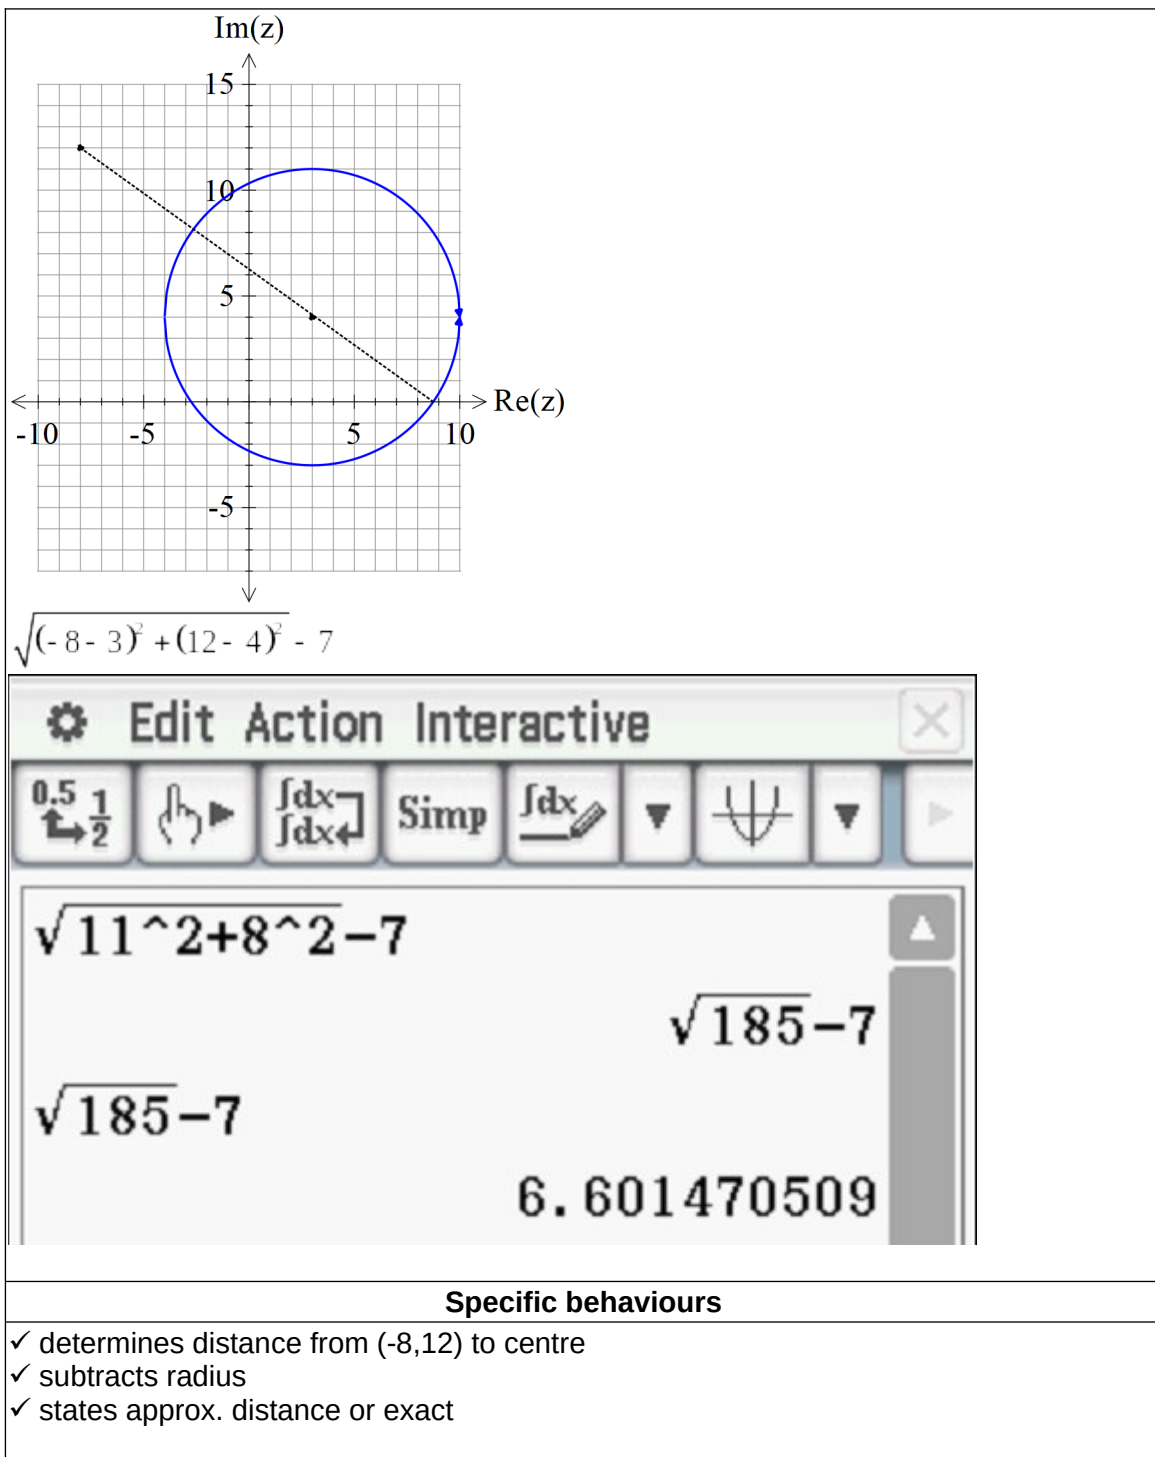 Im(z)
15
10
5
Re(z)
-10 -5 5 10
-5
√(-8-3)² + (12-4)² - 7
Edit Action Interactive
0.5 1 2
∫dx ∫dx
Simp
∫dx
√11^2+8^2-7
√185-7
√185-7
6.601470509
Specific behaviours
✓ determines distance from (-8,12) to centre
✓ subtracts radius
✓ states approx. distance or exact